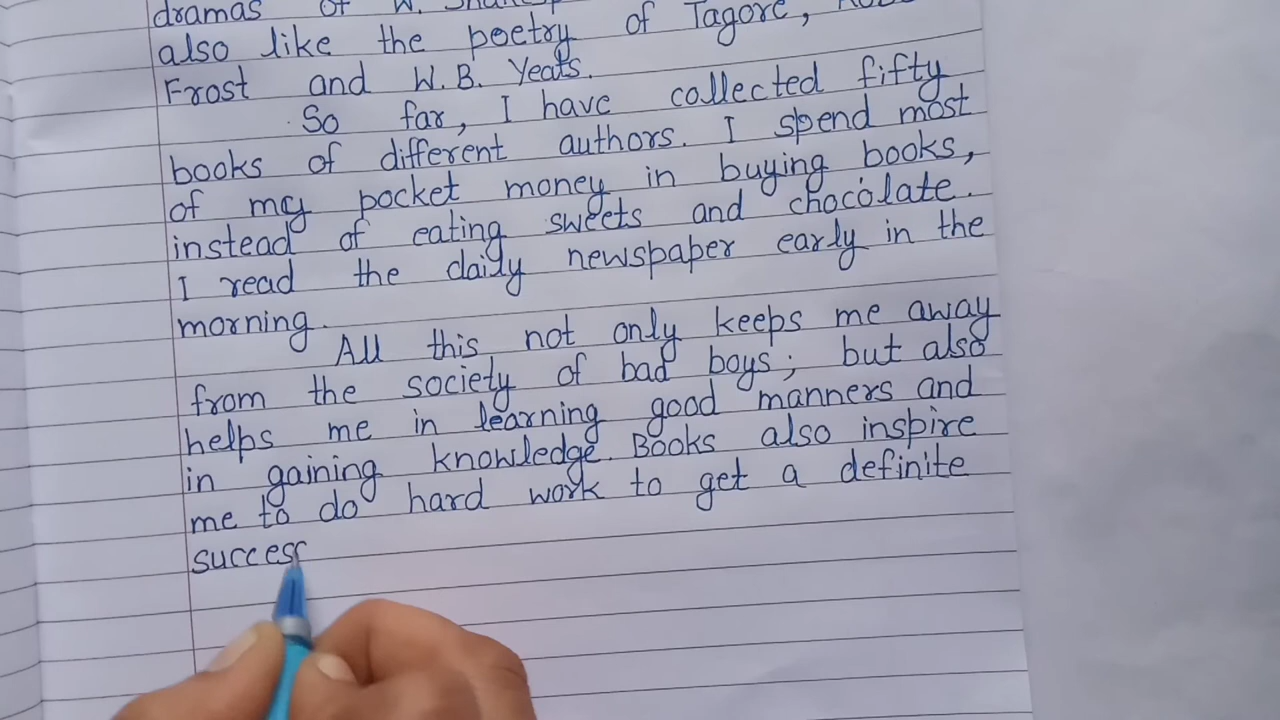 dramas of W.
also like the poetry of Tagore,
Frost and W.B. Yeats.
So far, I have collected fifty
books of different authors. I spend most
of my pocket money in buying books,
instead of eating sweets and chocolate.
I read the daily newspaper early in the
morning.
All this not only keeps me away
from the society of bad boys; but also
helps me in learning good manners and
in gaining knowledge. Books also inspire
me to do hard work to get a definite
success